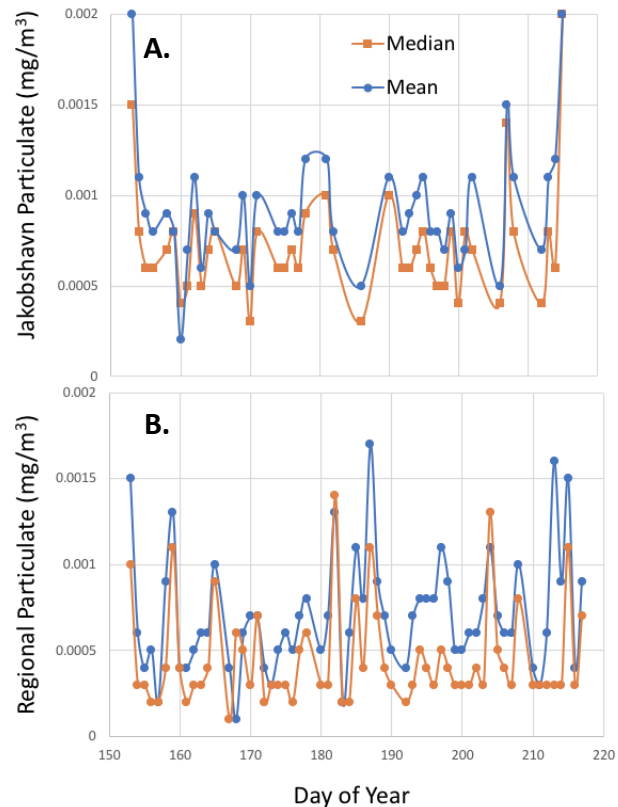 0.002
A.
Median
Mean
0.0015
0.001
0.0005
0
Jakobshavn Particulate (mg/m³)
0.002
B.
0.0015
0.001
0.0005
0
Regional Particulate (mg/m³)
150 160 170 180 190 200 210 220
Day of Year